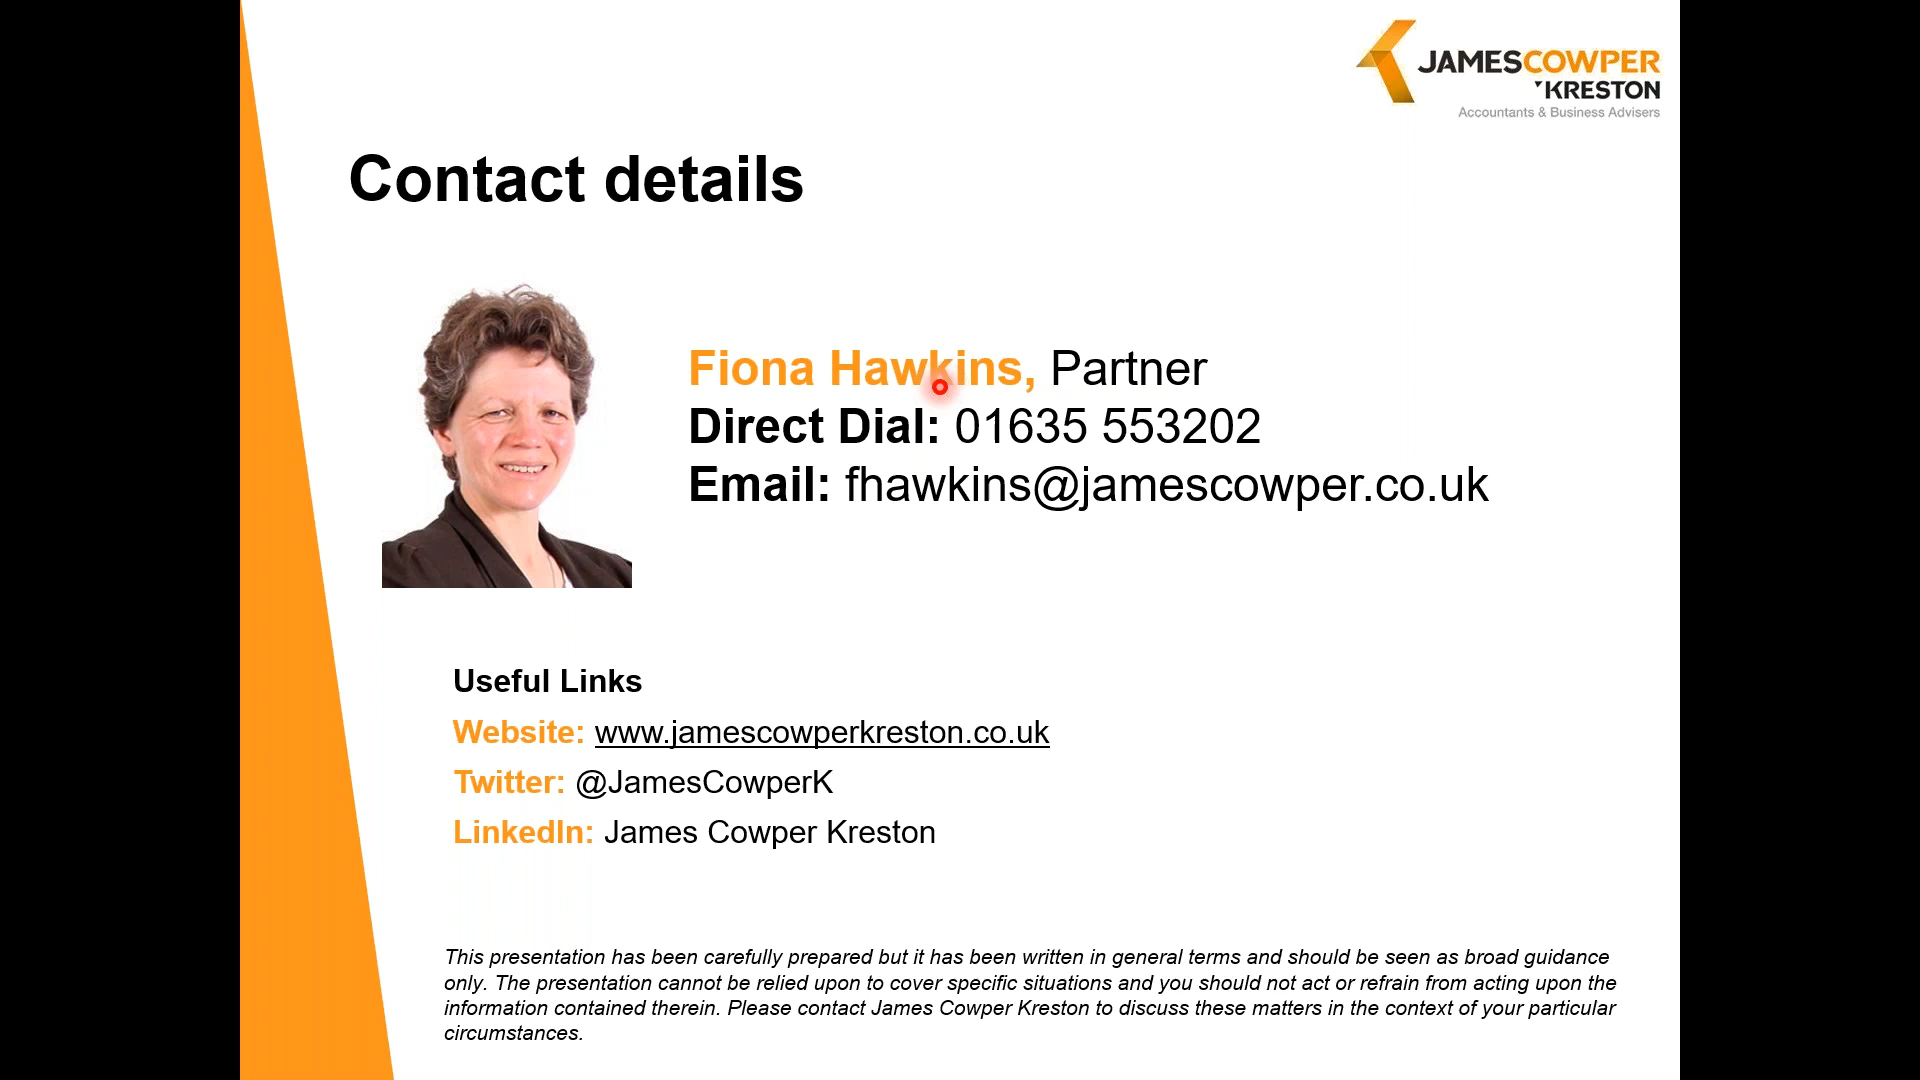 JAMESCOWPER
KRESTON
Accountants & Business Advisers
Contact details
Fiona Hawkins, Partner
Direct Dial: 01635 553202
Email: fhawkins@jamescowper.co.uk
Useful Links
Website: www.jamescowperkreston.co.uk
Twitter: @JamesCowperK
LinkedIn: James Cowper Kreston
This presentation has been carefully prepared but it has been written in general terms and should be seen as broad guidance
only. The presentation cannot be relied upon to cover specific situations and you should not act or refrain from acting upon the
information contained therein. Please contact James Cowper Kreston to discuss these matters in the context of your particular
circumstances.